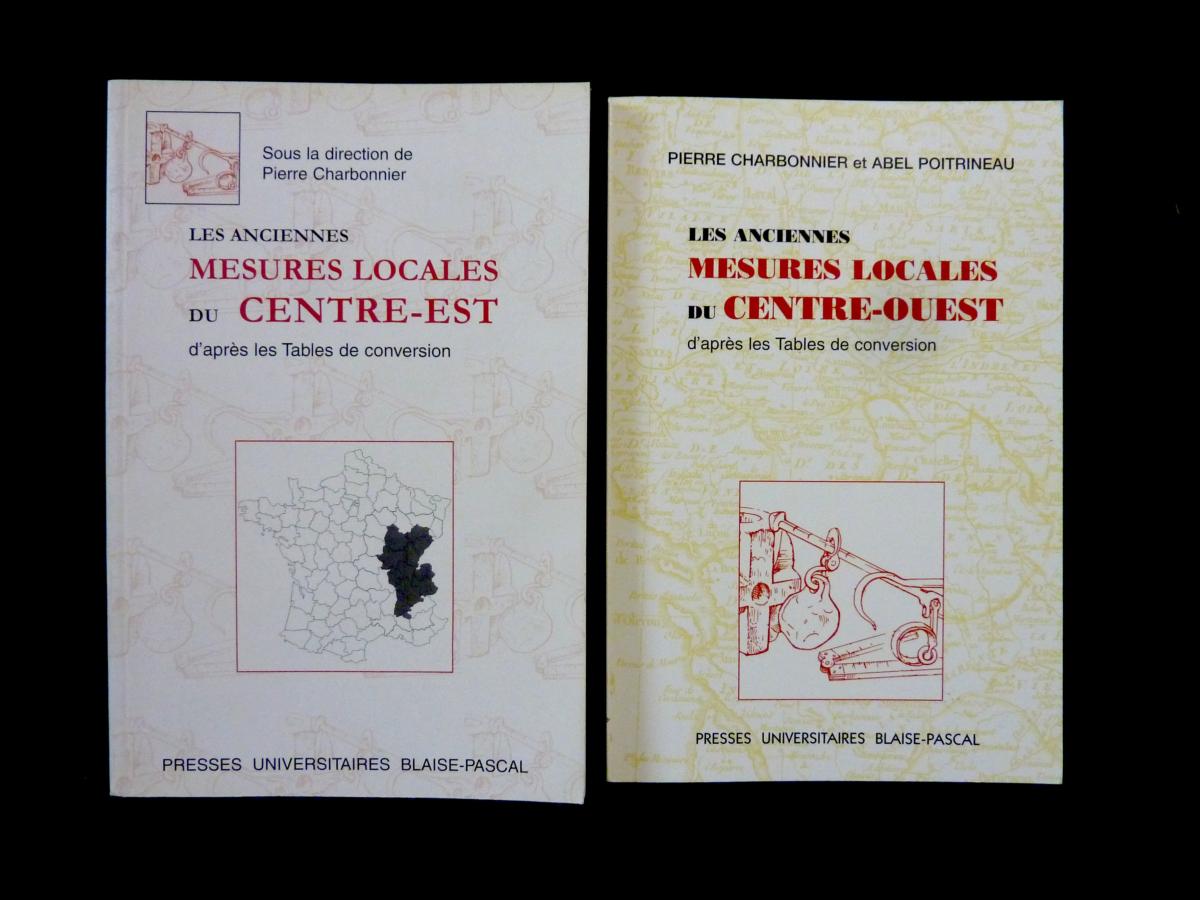 Sous la direction de
Pierre Charbonnier
LES ANCIENNES
MESURES LOCALES
DU CENTRE-EST
d'après les Tables de conversion
PRESSES UNIVERSITAIRES BLAISE-PASCAL
PIERRE CHARBONNIER et ABEL POITRINEAU
LES ANCIENNES
MESURES LOCALES
DU CENTRE-OUEST
d'après les Tables de conversion
PRESSES UNIVERSITAIRES BLAISE-PASCAL